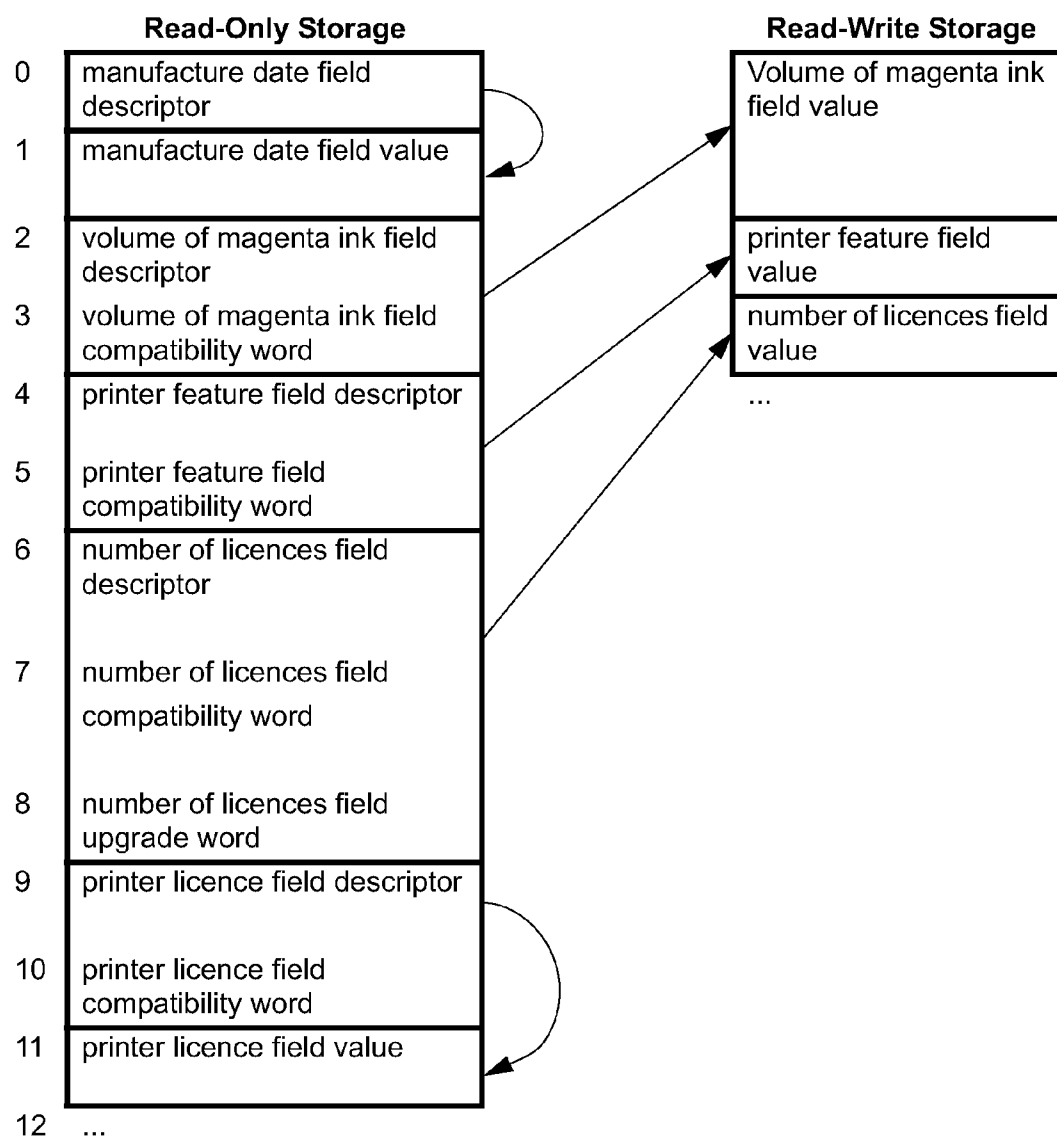 Read-Only Storage
0
manufacture date field
descriptor
1
manufacture date field value
2
volume of magenta ink field
descriptor
3
volume of magenta ink field
compatibility word
4
printer feature field descriptor
5
printer feature field
compatibility word
6
number of licences field
descriptor
7
number of licences field
compatibility word
8
number of licences field
upgrade word
9
printer licence field descriptor
10
printer licence field
compatibility word
11
printer licence field value
12
...
Read-Write Storage
Volume of magenta ink
field value
printer feature field
value
number of licences field
value
...